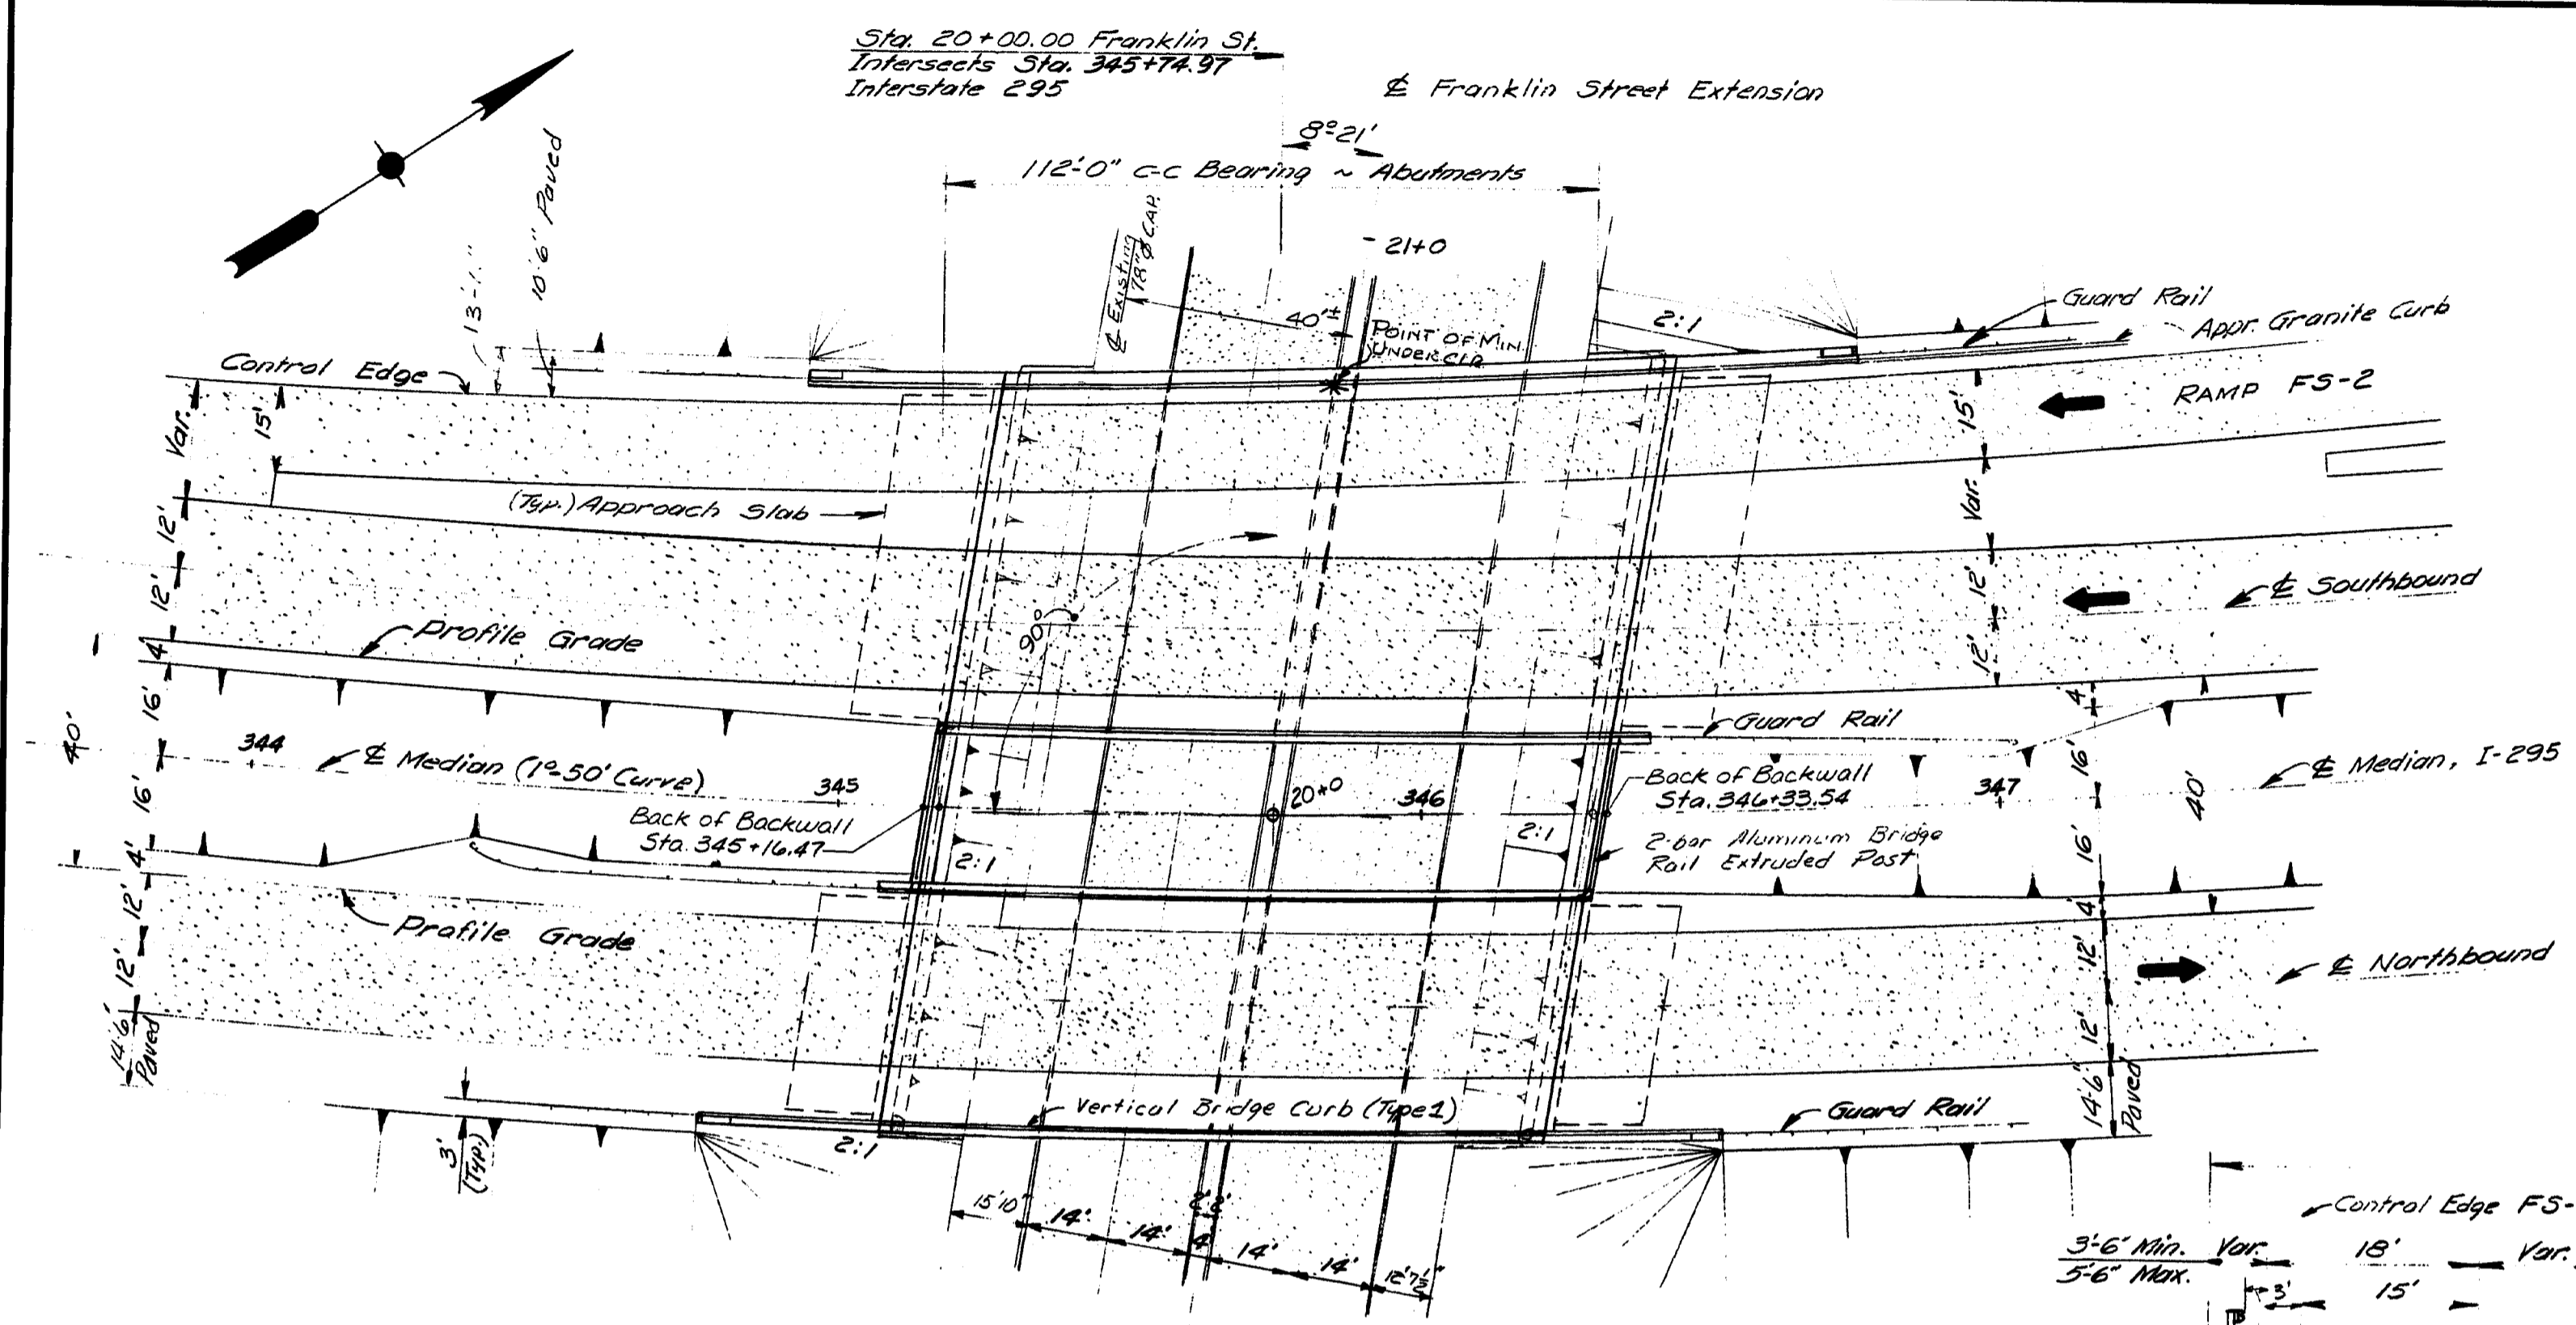 Sta. 20+00.00 Franklin St.
Intersects Sta. 345+74.97
Interstate 295
℄ Franklin Street Extension
8°21'
112'-0" c-c Bearing ~ Abutments
10'6" Paved
℄ Existing
78" Ø C.A.P.
21+0
40'±
POINT OF MIN.
UNDERCLR
2:1
Guard Rail
Appr. Granite Curb
Control Edge
RAMP FS-2
Var.
15'
15'
Var.
(Typ.) Approach Slab
12'
12'
12'
12'
℄ Southbound
90°
Profile Grade
4'
16'
4'
Guard Rail
40'
344
℄ Median (1°-50' Curve)
345
20+0
346
Back of Backwall
Sta. 346+33.54
347
16'
40'
℄ Median, I-295
16'
Back of Backwall
Sta. 345+16.47
2:1
2:1
2-bar Aluminum Bridge
Rail Extruded Post
16'
4'
4'
Profile Grade
12'
12'
12'
12'
℄ Northbound
14'-6"
Paved
14'-6"
Paved
Vertical Bridge Curb (Type 1)
Guard Rail
3'
(Typ.)
2:1
15'10"
14'
14'
2'
2'
4'
14'
14'
12'7½"
Control Edge FS-
3'-6" Min.
5'-6" Max.
Var.
18'
Var.
3'
15'